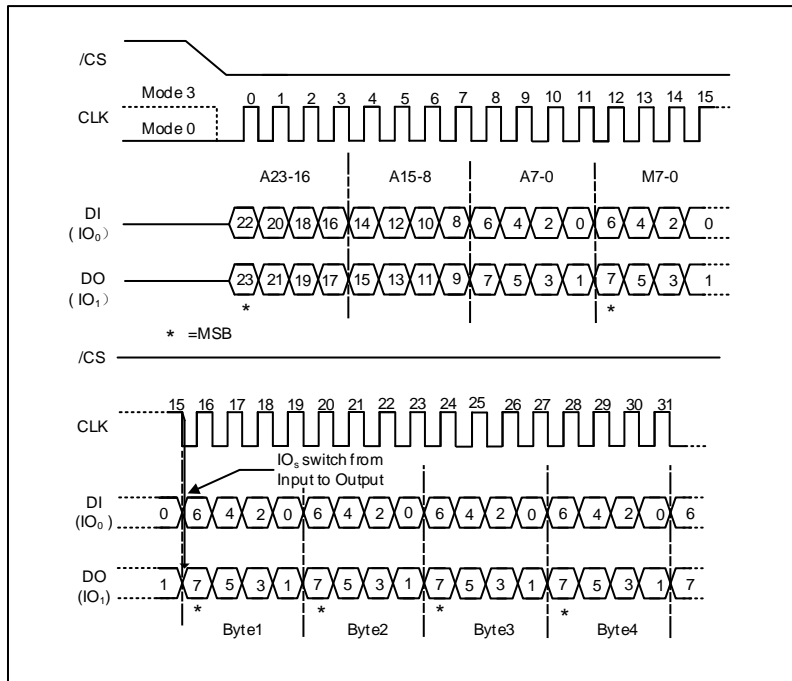 /CS
Mode 3
CLK
Mode 0
0 1 2 3 4 5 6 7 8 9 10 11 12 13 14 15
A23-16 A15-8 A7-0 M7-0
DI
( IO0 )
22 20 18 16 14 12 10 8 6 4 2 0 6 4 2 0
DO
( IO1 )
23 21 19 17 15 13 11 9 7 5 3 1 7 5 3 1
* *
* =MSB
/CS
15 16 17 18 19 20 21 22 23 24 25 26 27 28 29 30 31
CLK
IOs switch from
Input to Output
DI
(IO0 )
0 6 4 2 0 6 4 2 0 6 4 2 0 6 4 2 0 6
DO
(IO1)
1 7 5 3 1 7 5 3 1 7 5 3 1 7 5 3 1 7
* * * *
Byte1 Byte2 Byte3 Byte4